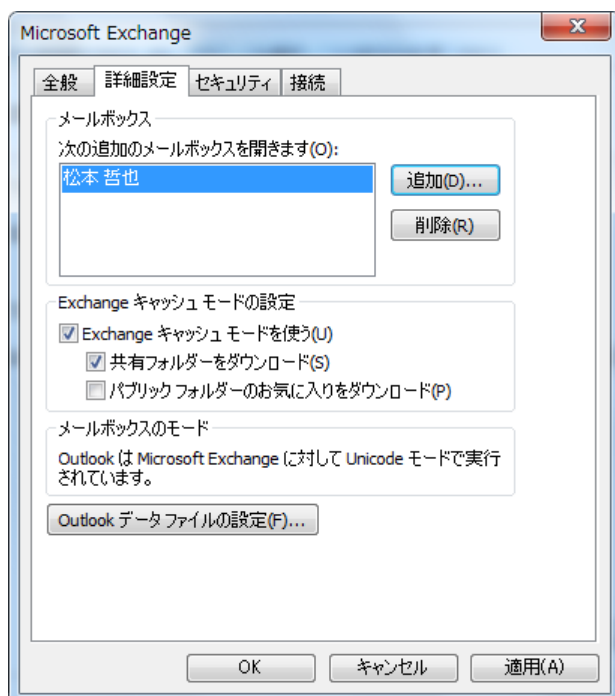 Microsoft Exchange
全般 詳細設定 セキュリティ 接続
メールボックス
次の追加のメールボックスを開きます(O):
松本 哲也
追加(D)...
削除(R)
Exchange キャッシュ モードの設定
Exchange キャッシュ モードを使う(U)
共有フォルダーをダウンロード(S)
パブリック フォルダーのお気に入りをダウンロード(P)
メールボックスのモード
Outlook は Microsoft Exchange に対して Unicode モードで実行
されています。
Outlook データ ファイルの設定(F)...
OK キャンセル 適用(A)